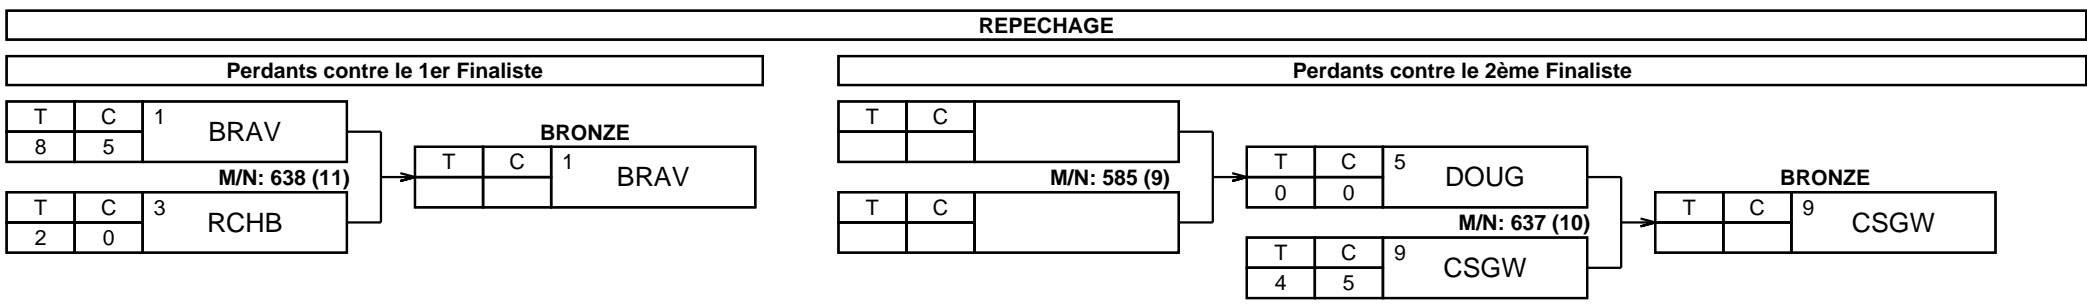 REPECHAGE
Perdants contre le 1er Finaliste
Perdants contre le 2ème Finaliste
T C 1 BRAV
8 5
M/N: 638 (11)
T C 3 RCHB
2 0
BRONZE
T C 1 BRAV
T C
M/N: 585 (9)
T C
T C 5 DOUG
0 0
M/N: 637 (10)
T C 9 CSGW
4 5
BRONZE
T C 9 CSGW